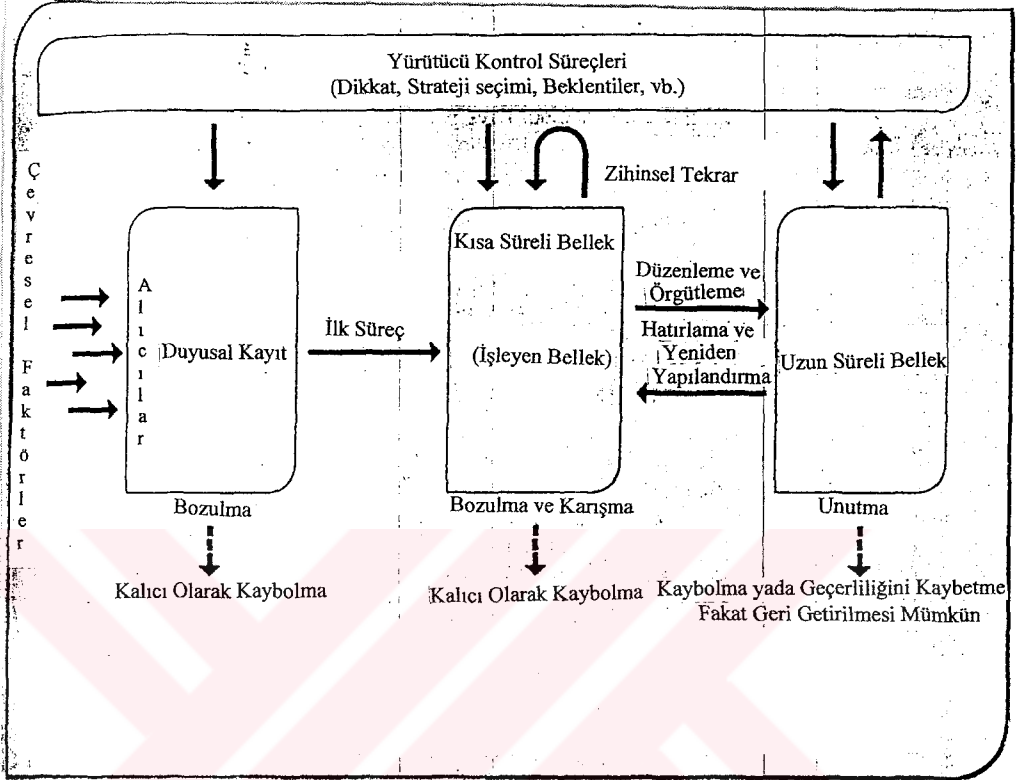 Yürütücü Kontrol Süreçleri
(Dikkat, Strateji seçimi, Beklentiler, vb.)
Zihinsel Tekrar
Çevresel Faktörler
Alıcılar
Duyusal Kayıt
İlk Süreç
Kısa Süreli Bellek
(İşleyen Bellek)
Düzenleme ve
Örgütleme
Hatırlama ve
Yeniden
Yapılandırma
Uzun Süreli Bellek
Bozulma
Bozulma ve Karışma
Unutma
Kalıcı Olarak Kaybolma
Kalıcı Olarak Kaybolma
Kaybolma yada Geçerliliğini Kaybetme
Fakat Geri Getirilmesi Mümkün